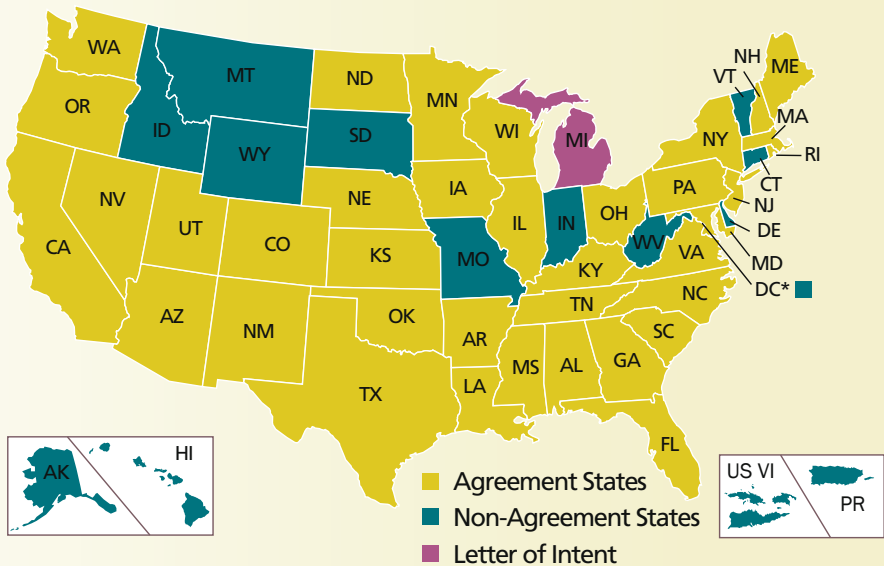 WA
MT
ND
MN
OR
ID
WY
SD
WI
MI
NY
VT
NH
ME
MA
RI
CT
NJ
DE
MD
DC*
NV
CA
UT
CO
NE
IA
IL
IN
OH
PA
WV
VA
KS
MO
KY
AZ
NM
OK
AR
TN
NC
SC
TX
LA
MS
AL
GA
FL
AK
HI
US VI
PR
Agreement States
Non-Agreement States
Letter of Intent